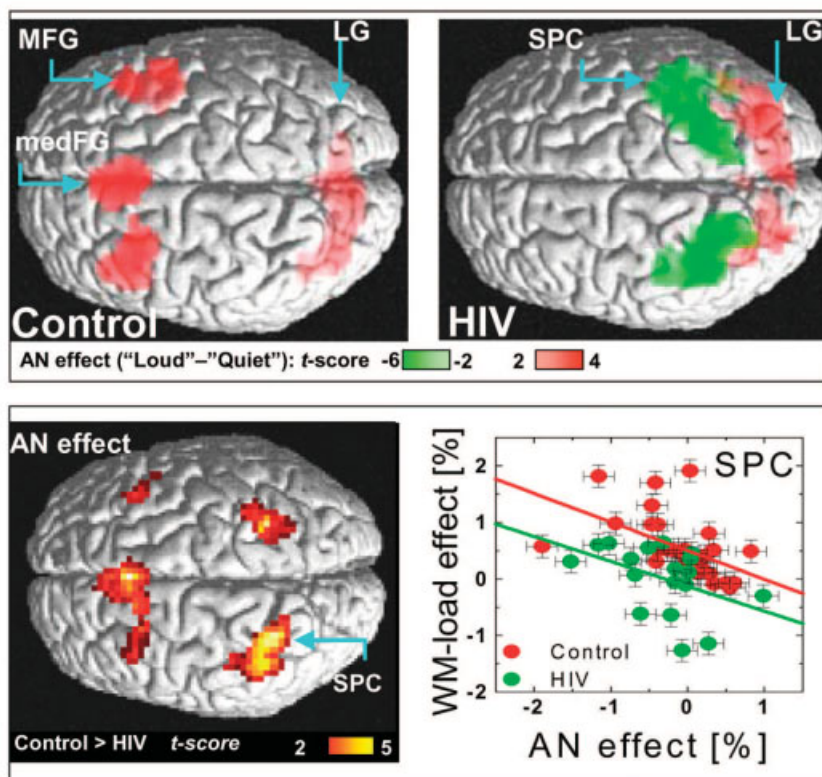 MFG
LG
medFG
Control
SPC
LG
HIV
AN effect ("Loud"–"Quiet"): t-score -6 -2 2 4
AN effect
SPC
Control > HIV t-score 2 5
SPC
WM-load effect [%]
2
1
0
-1
-2
Control
HIV
-2 -1 0 1
AN effect [%]